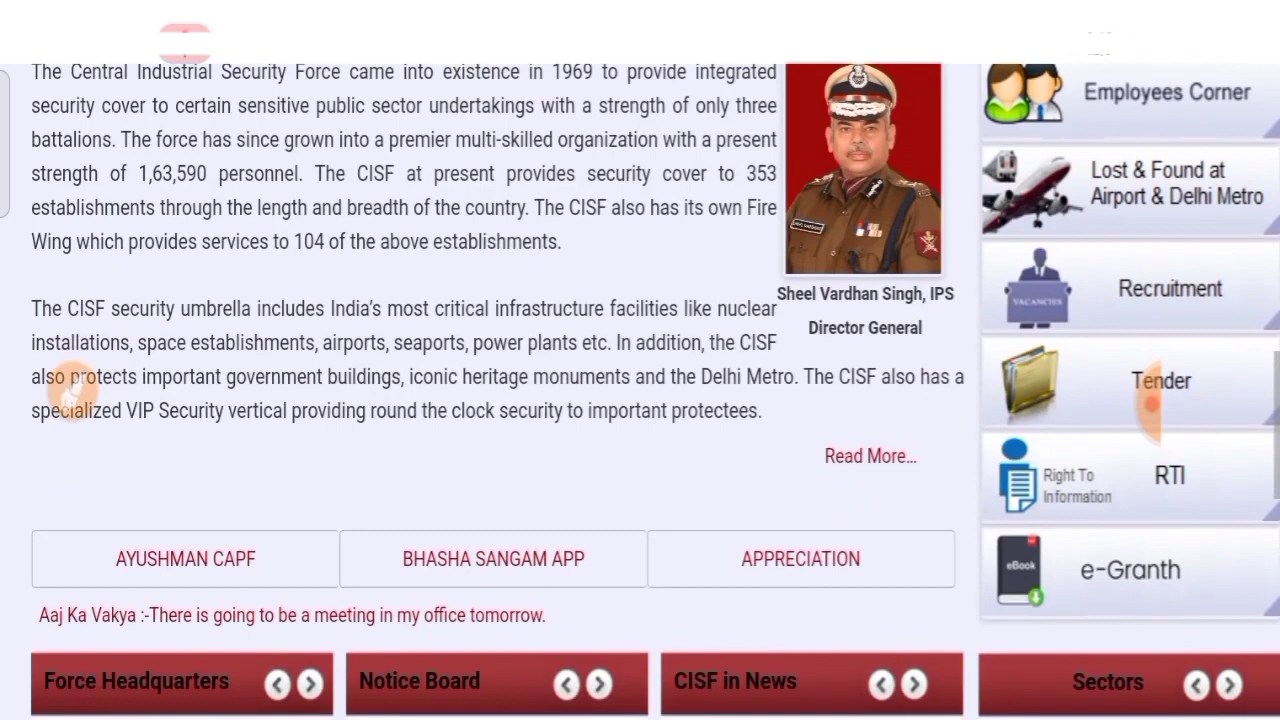 The Central Industrial Security Force came into existence in 1969 to provide integrated
security cover to certain sensitive public sector undertakings with a strength of only three
battalions. The force has since grown into a premier multi-skilled organization with a present
strength of 1,63,590 personnel. The CISF at present provides security cover to 353
establishments through the length and breadth of the country. The CISF also has its own Fire
Wing which provides services to 104 of the above establishments.
The CISF security umbrella includes India's most critical infrastructure facilities like nuclear
installations, space establishments, airports, seaports, power plants etc. In addition, the CISF
also protects important government buildings, iconic heritage monuments and the Delhi Metro. The CISF also has a
specialized VIP Security vertical providing round the clock security to important protectees.
Read More...
Sheel Vardhan Singh, IPS
Director General
AYUSHMAN CAPF
BHASHA SANGAM APP
APPRECIATION
Aaj Ka Vakya :-There is going to be a meeting in my office tomorrow.
Force Headquarters
Notice Board
CISF in News
Employees Corner
Lost & Found at
Airport & Delhi Metro
VACANCIES
Recruitment
Tender
Right To
Information
RTI
eBook
e-Granth
Sectors